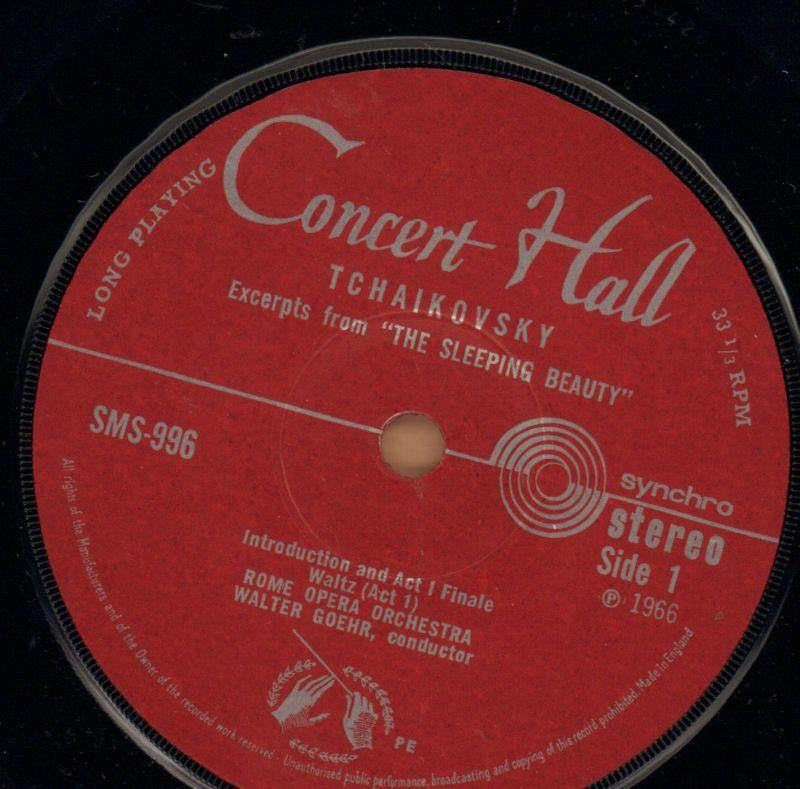 LONG PLAYING
Concert Hall
TCHAIKOVSKY
Excerpts from "THE SLEEPING BEAUTY"
33 1/3 RPM
SMS-996
synchro
stereo
Side 1
Ⓟ 1966
Introduction and Act I Finale
Waltz (Act 1)
ROME OPERA ORCHESTRA
WALTER GOEHR, conductor
PE
All rights of the Manufacturers and of the Owner of the recorded work reserved - Unauthorised public performance, broadcasting and copying of this record prohibited. Made in England